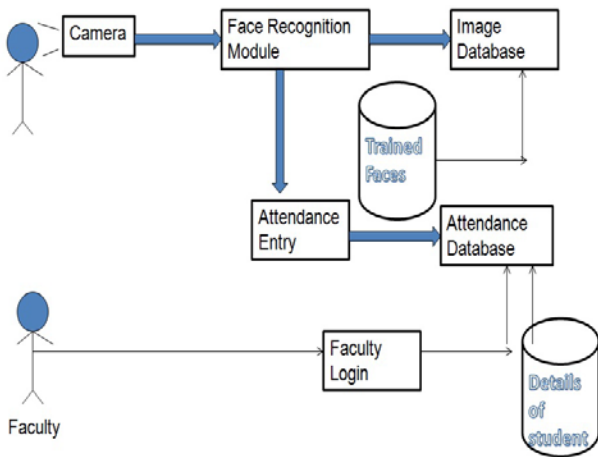 Camera
Face Recognition
Module
Image
Database
Trained
Faces
Attendance
Entry
Attendance
Database
Faculty
Login
Faculty
Details
of
student